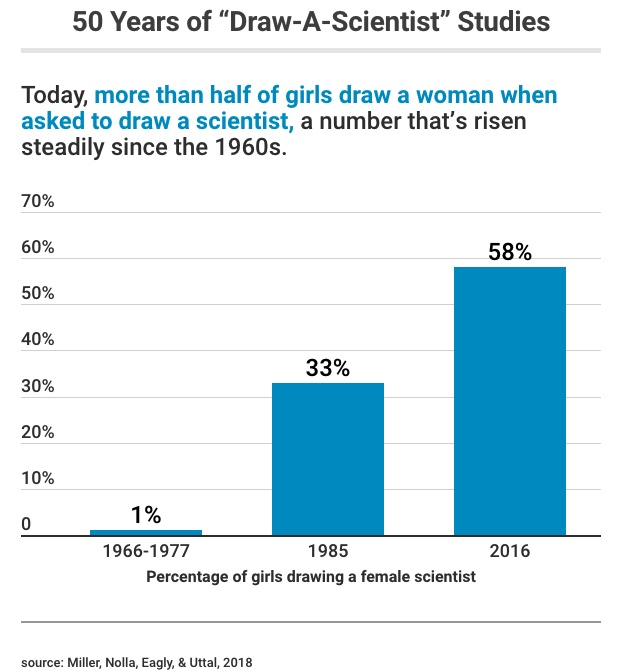 50 Years of “Draw-A-Scientist” Studies
Today, more than half of girls draw a woman when
asked to draw a scientist, a number that’s risen
steadily since the 1960s.
70%
60%
58%
50%
40%
33%
30%
20%
10%
1%
0
1966-1977 1985 2016
Percentage of girls drawing a female scientist
source: Miller, Nolla, Eagly, & Uttal, 2018